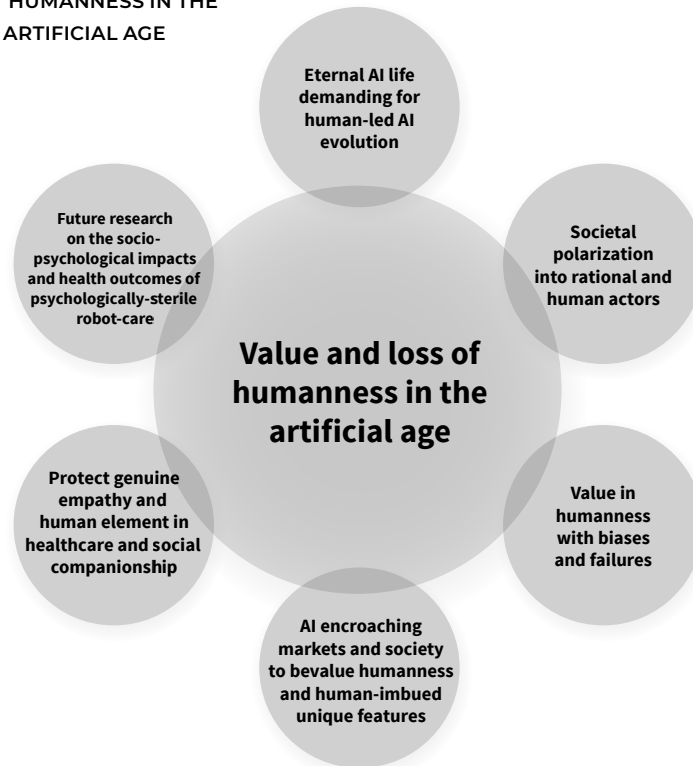 HUMANNESS IN THE
ARTIFICIAL AGE
Eternal AI life
demanding for
human-led AI
evolution
Future research
on the socio-
psychological impacts
and health outcomes of
psychologically-sterile
robot-care
Societal
polarization
into rational and
human actors
Value and loss of
humanness in the
artificial age
Protect genuine
empathy and
human element in
healthcare and social
companionship
Value in
humanness
with biases
and failures
AI encroaching
markets and society
to bevalue humanness
and human-imbued
unique features